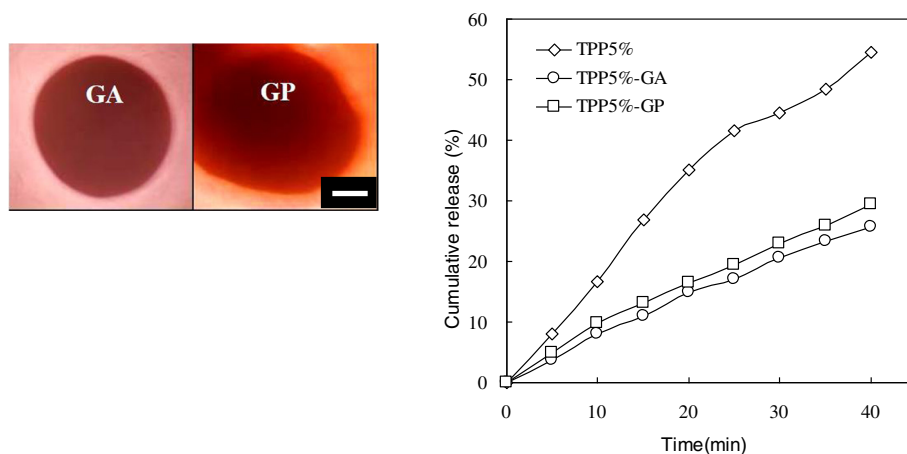 GA
GP
TPP5%
TPP5%-GA
TPP5%-GP
60
50
40
30
20
10
0
0 10 20 30 40
Cumulative release (%)
Time(min)